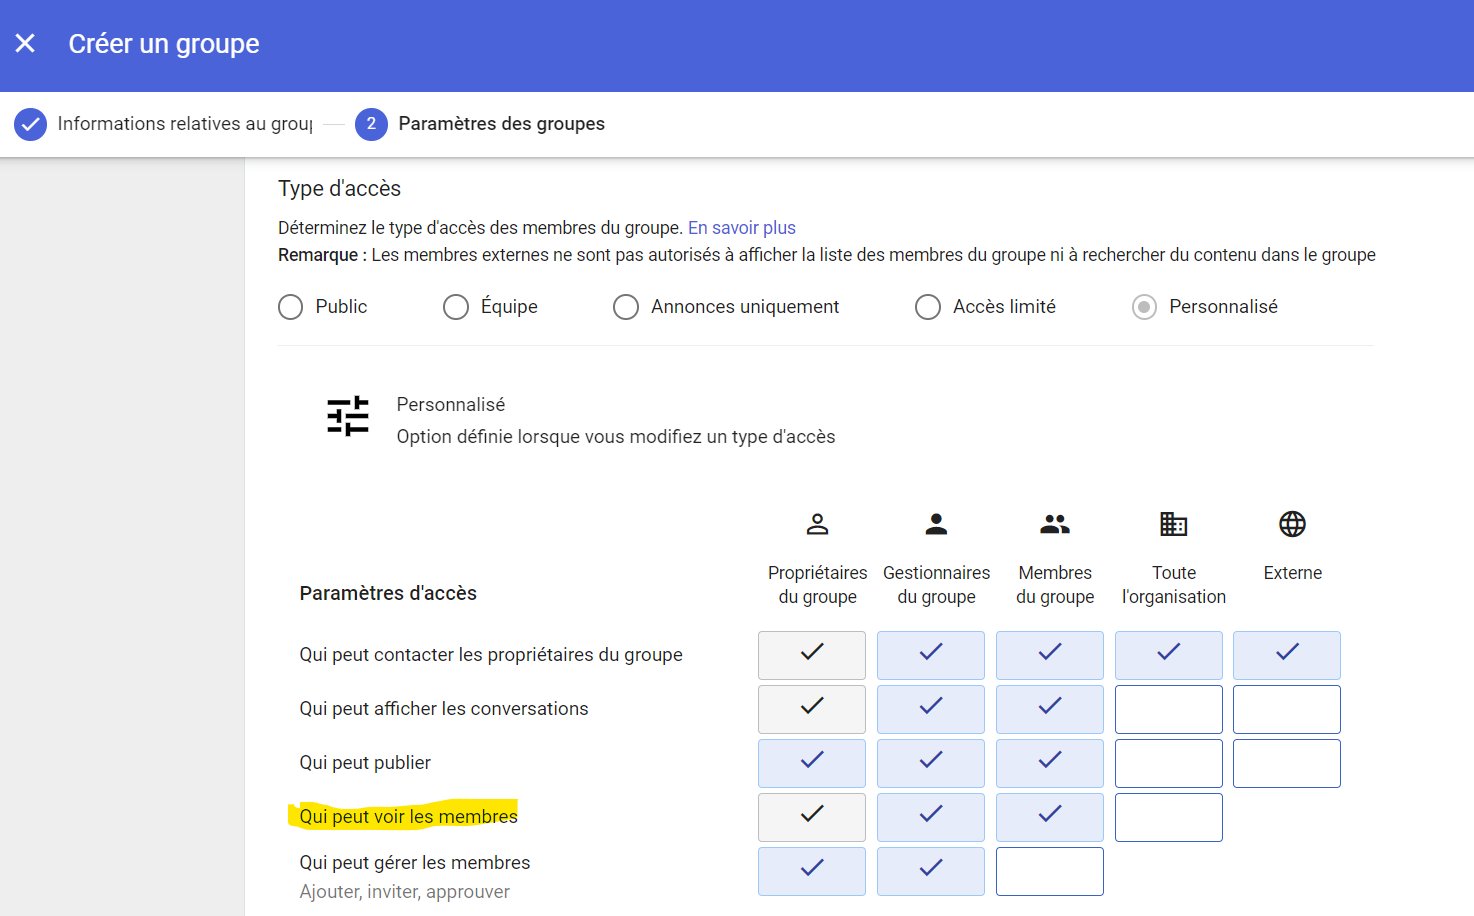 Créer un groupe
Informations relatives au group
2
Paramètres des groupes
Type d'accès
Déterminez le type d'accès des membres du groupe. En savoir plus
Remarque : Les membres externes ne sont pas autorisés à afficher la liste des membres du groupe ni à rechercher du contenu dans le groupe
Public
Équipe
Annonces uniquement
Accès limité
Personnalisé
Personnalisé
Option définie lorsque vous modifiez un type d'accès
Paramètres d'accès
Propriétaires
du groupe
Gestionnaires
du groupe
Membres
du groupe
Toute
l'organisation
Externe
Qui peut contacter les propriétaires du groupe
Qui peut afficher les conversations
Qui peut publier
Qui peut voir les membres
Qui peut gérer les membres
Ajouter, inviter, approuver